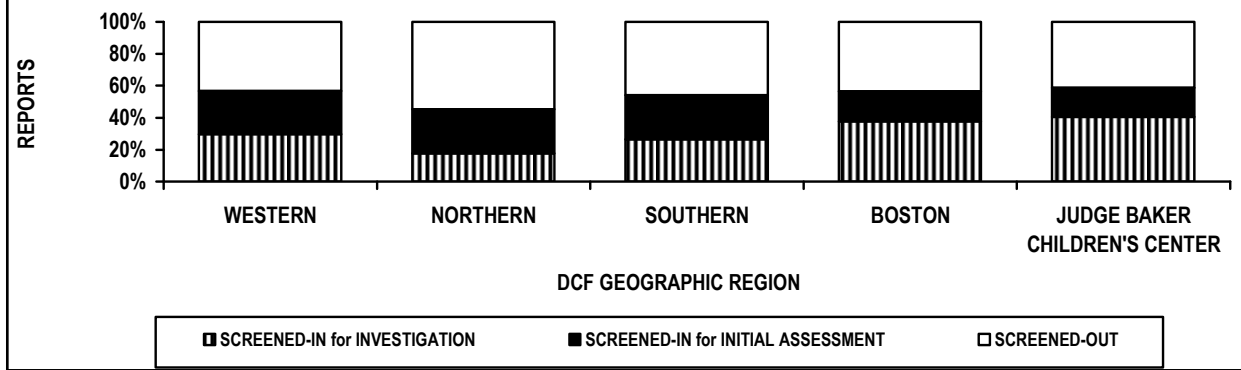 REPORTS
100%
80%
60%
40%
20%
0%
WESTERN
NORTHERN
SOUTHERN
BOSTON
JUDGE BAKER
CHILDREN'S CENTER
DCF GEOGRAPHIC REGION
SCREENED-IN for INVESTIGATION
SCREENED-IN for INITIAL ASSESSMENT
SCREENED-OUT